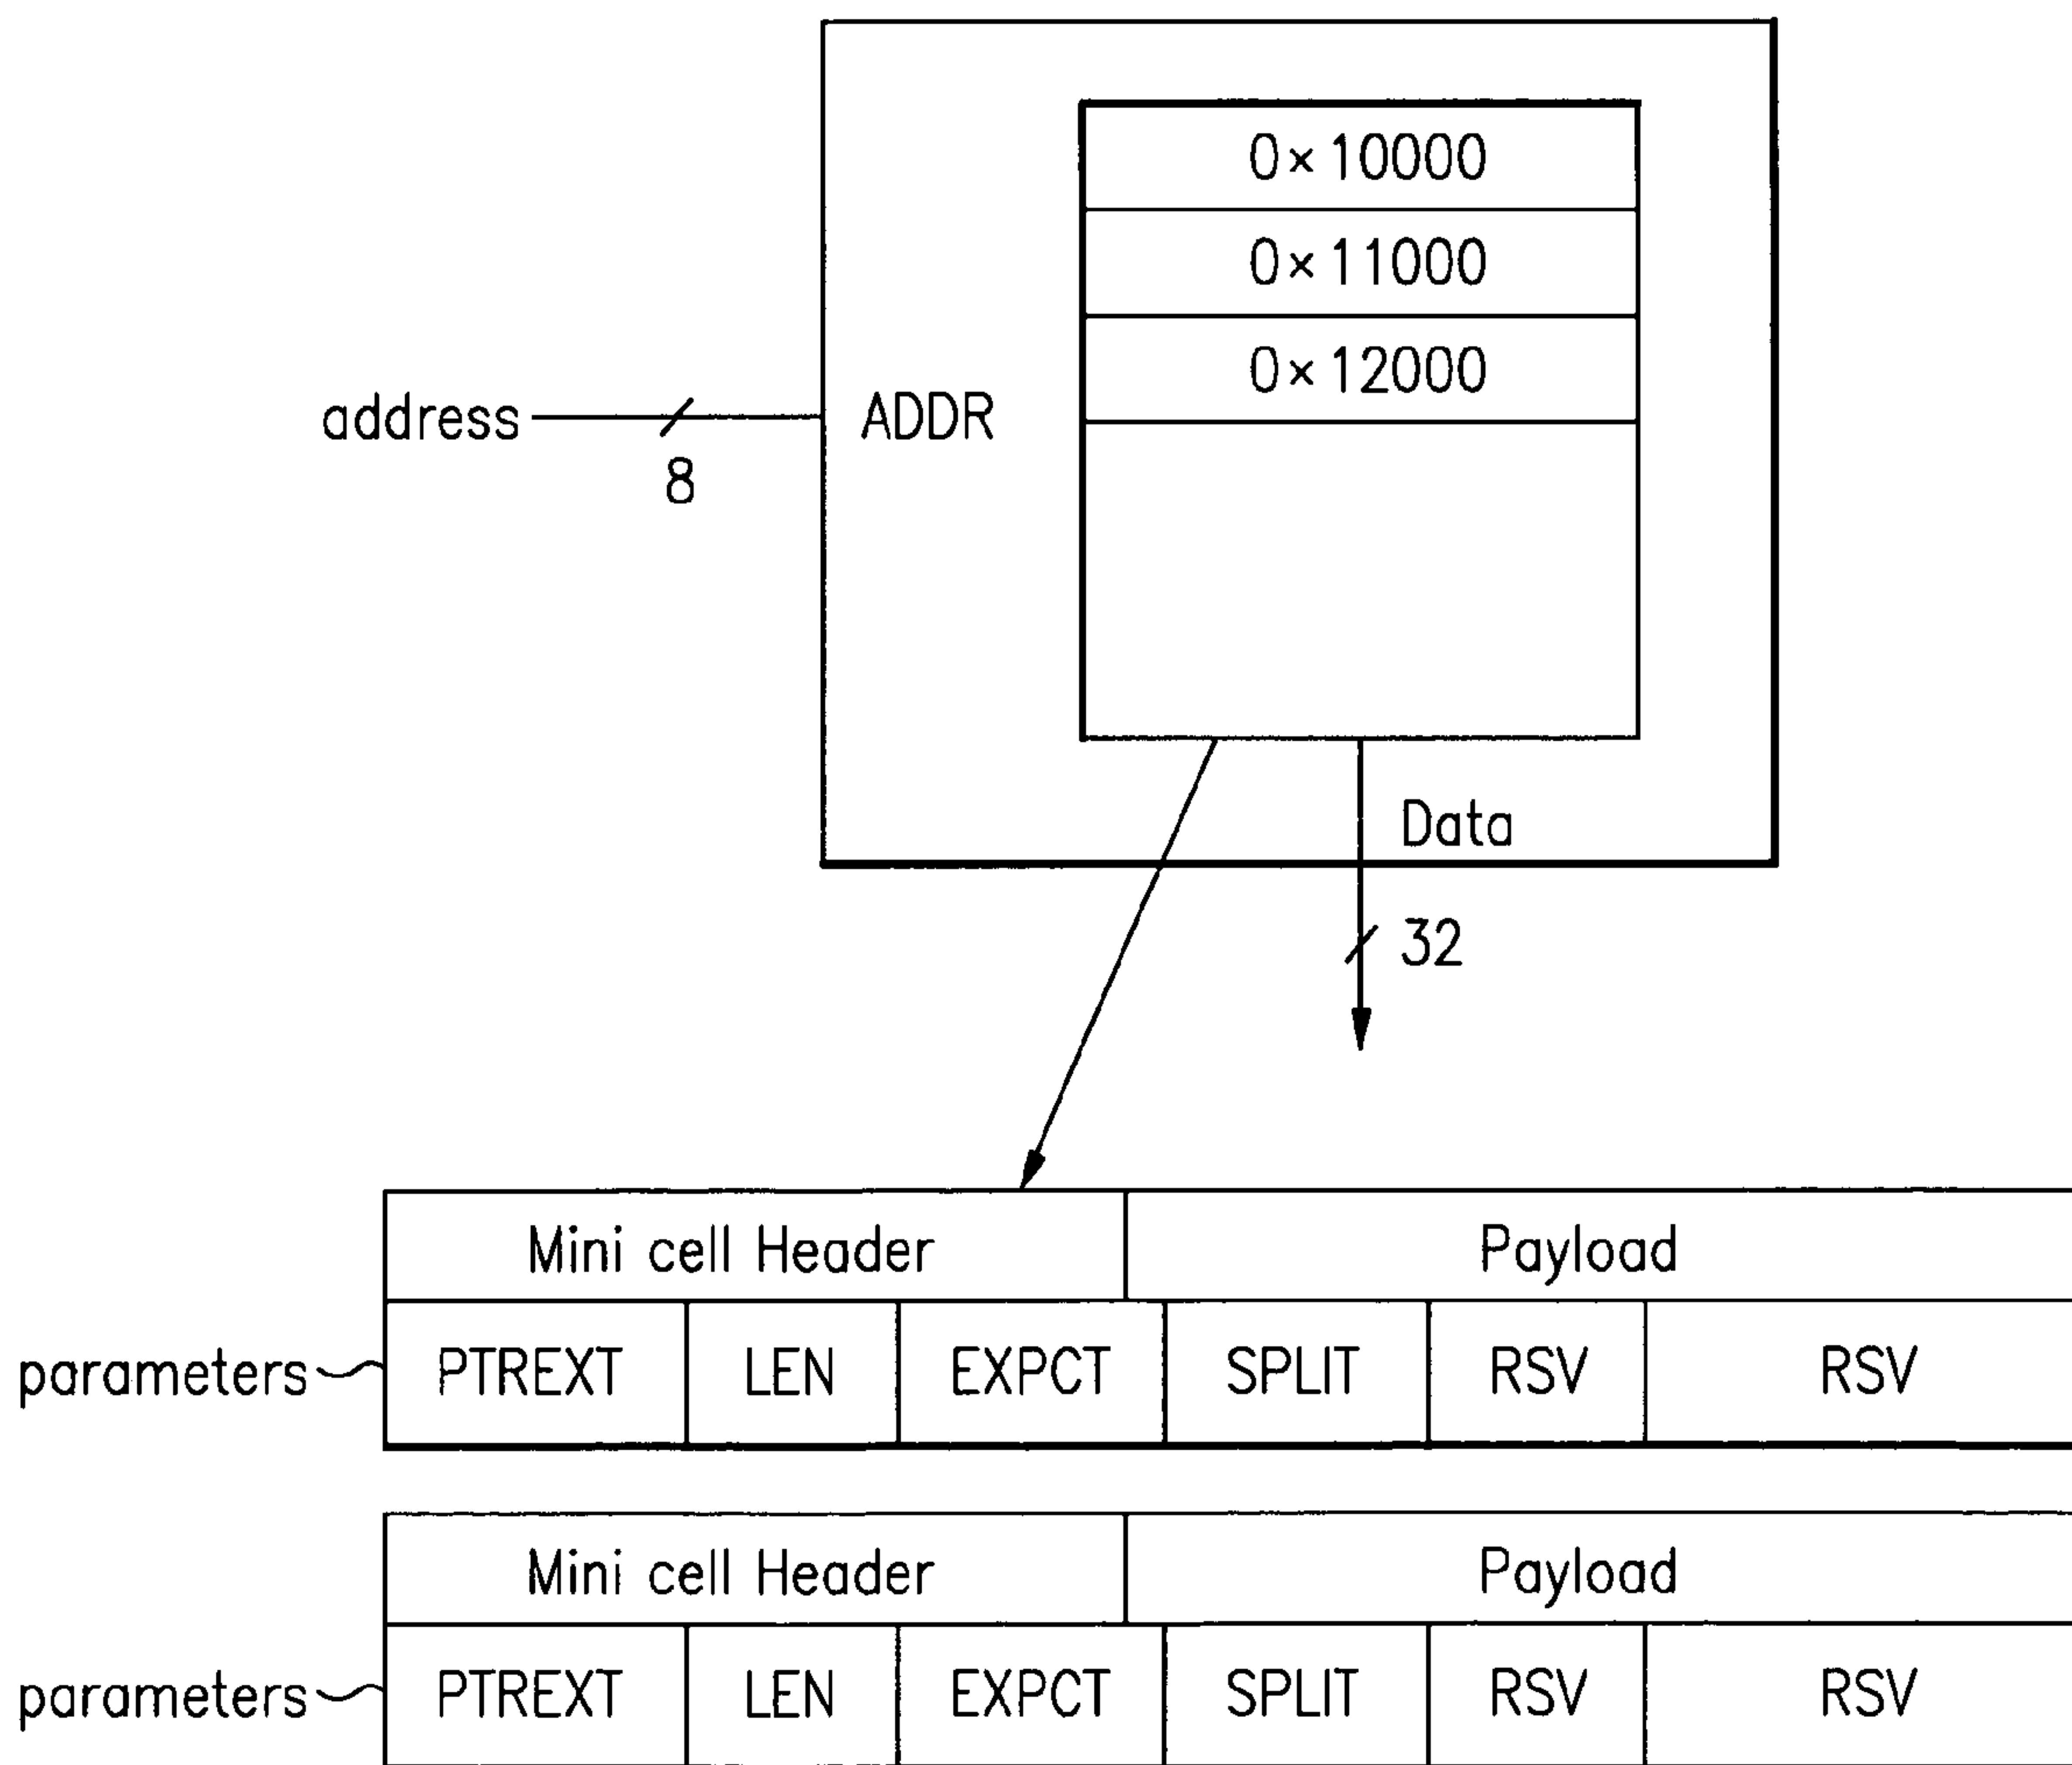 0×10000
0×11000
0×12000
address
8
ADDR
Data
32
Mini cell Header Payload
parameters PTREXT LEN EXPCT SPLIT RSV RSV
Mini cell Header Payload
parameters PTREXT LEN EXPCT SPLIT RSV RSV